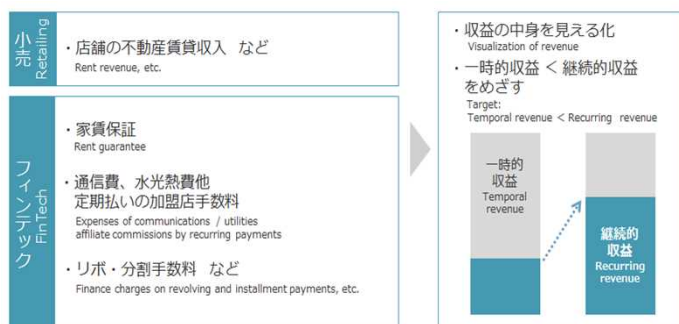 小売
Retailing
・店舗の不動産賃貸収入 など
Rent revenue, etc.
フィンテック
FinTech
・家賃保証
Rent guarantee
・通信費、水光熱費他
定期払いの加盟店手数料
Expenses of communications / utilities
affiliate commissions by recurring payments
・リボ・分割手数料 など
Finance charges on revolving and installment payments, etc.
・収益の中身を見える化
Visualization of revenue
・一時的収益 < 継続的収益
をめざす
Target:
Temporal revenue < Recurring revenue
一時的
収益
Temporal
revenue
継続的
収益
Recurring
revenue